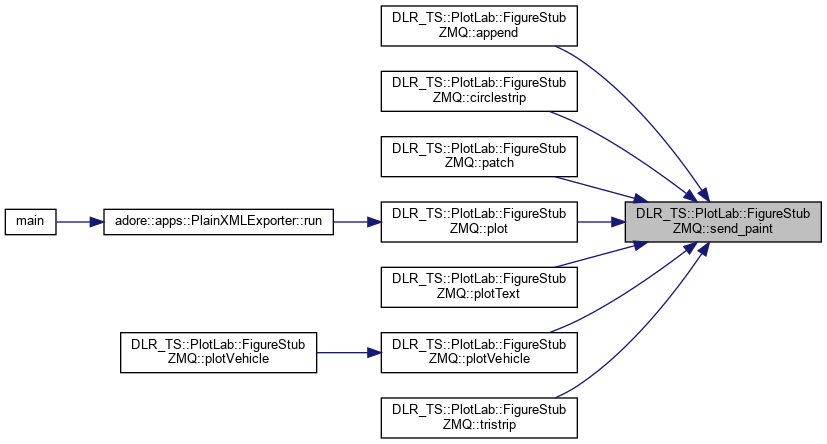 DLR_TS::PlotLab::FigureStub
ZMQ::append
DLR_TS::PlotLab::FigureStub
ZMQ::circlestrip
DLR_TS::PlotLab::FigureStub
ZMQ::patch
main
adore::apps::PlainXMLExporter::run
DLR_TS::PlotLab::FigureStub
ZMQ::plot
DLR_TS::PlotLab::FigureStub
ZMQ::send_paint
DLR_TS::PlotLab::FigureStub
ZMQ::plotText
DLR_TS::PlotLab::FigureStub
ZMQ::plotVehicle
DLR_TS::PlotLab::FigureStub
ZMQ::plotVehicle
DLR_TS::PlotLab::FigureStub
ZMQ::tristrip